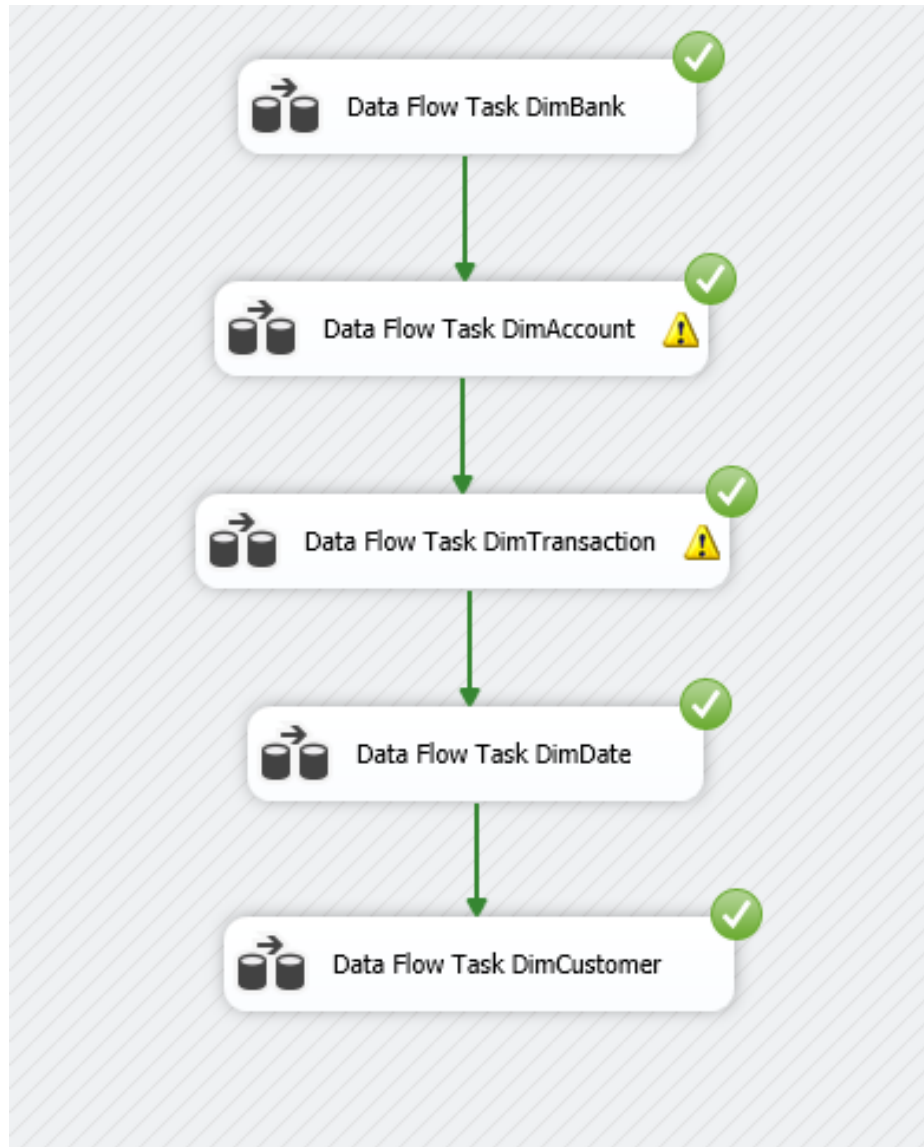 Data Flow Task DimBank
Data Flow Task DimAccount
Data Flow Task DimTransaction
Data Flow Task DimDate
Data Flow Task DimCustomer